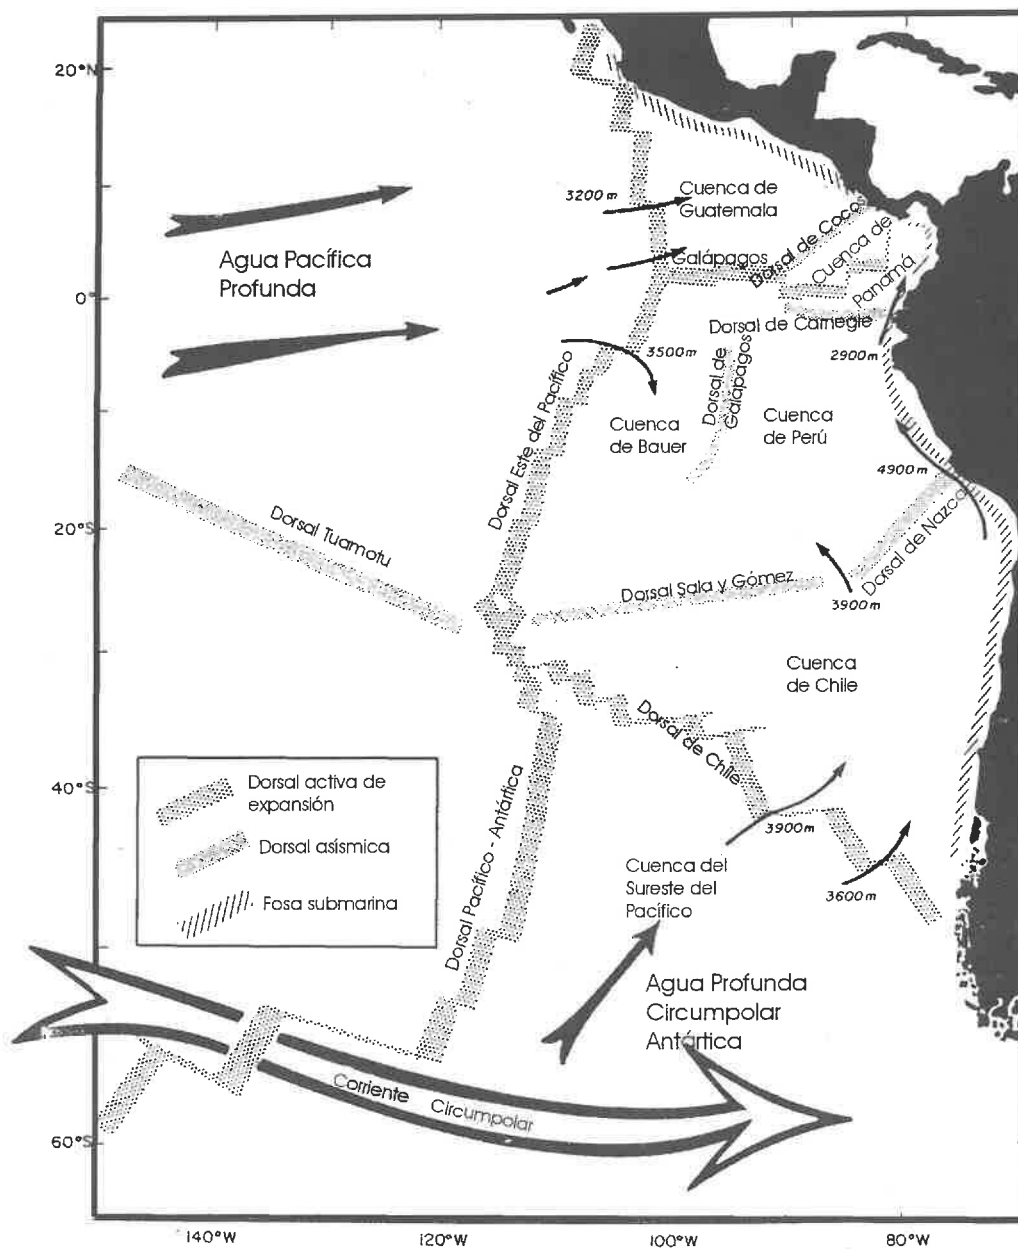 20°N
0°
20°S
40°S
60°S
140°W
120°W
100°W
80°W
Agua Pacífica
Profunda
3200 m
Cuenca de
Guatemala
Galápagos
Dorsal de Cocos
Cuenca de
Panamá
Dorsal de Carnegie
2900 m
3500 m
Dorsal de
Galápagos
Cuenca
de Bauer
Cuenca
de Perú
4900 m
Dorsal Este del Pacífico
Dorsal Tuamotu
Dorsal de Nazca
Dorsal Sala y Gómez
3900 m
Cuenca
de Chile
Dorsal de Chile
Dorsal activa de
expansión
Dorsal asísmica
Fosa submarina
Dorsal Pacífico - Antártica
3900 m
Cuenca del
Sureste del
Pacífico
3600 m
Agua Profunda
Circumpolar
Antártica
Corriente Circumpolar